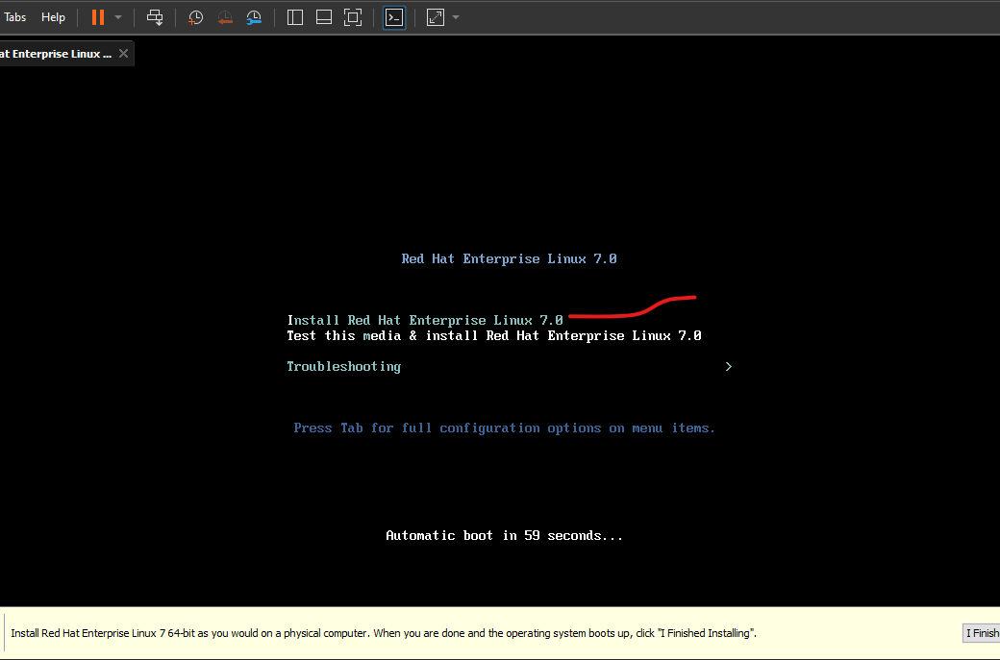 Tabs Help
at Enterprise Linux ...
Red Hat Enterprise Linux 7.0
Install Red Hat Enterprise Linux 7.0
Test this media & install Red Hat Enterprise Linux 7.0
Troubleshooting >
Press Tab for full configuration options on menu items.
Automatic boot in 59 seconds...
Install Red Hat Enterprise Linux 7 64-bit as you would on a physical computer. When you are done and the operating system boots up, click "I Finished Installing". I Finish